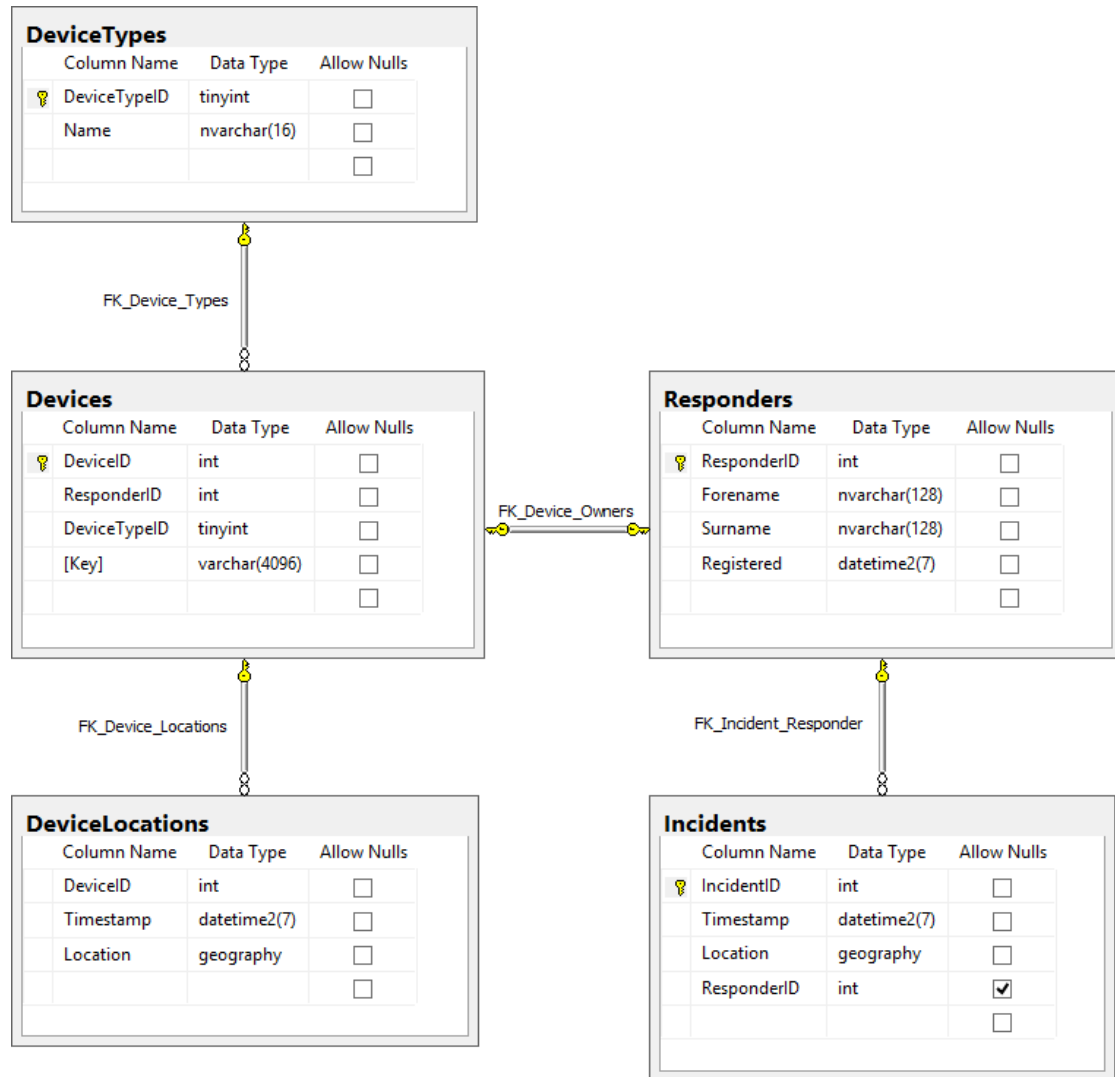 DeviceTypes
Column Name Data Type Allow Nulls
DeviceTypeID tinyint
Name nvarchar(16)
FK_Device_Types
Devices
Column Name Data Type Allow Nulls
DeviceID int
ResponderID int
DeviceTypeID tinyint
[Key] varchar(4096)
FK_Device_Owners
Responders
Column Name Data Type Allow Nulls
ResponderID int
Forename nvarchar(128)
Surname nvarchar(128)
Registered datetime2(7)
FK_Device_Locations
FK_Incident_Responder
DeviceLocations
Column Name Data Type Allow Nulls
DeviceID int
Timestamp datetime2(7)
Location geography
Incidents
Column Name Data Type Allow Nulls
IncidentID int
Timestamp datetime2(7)
Location geography
ResponderID int